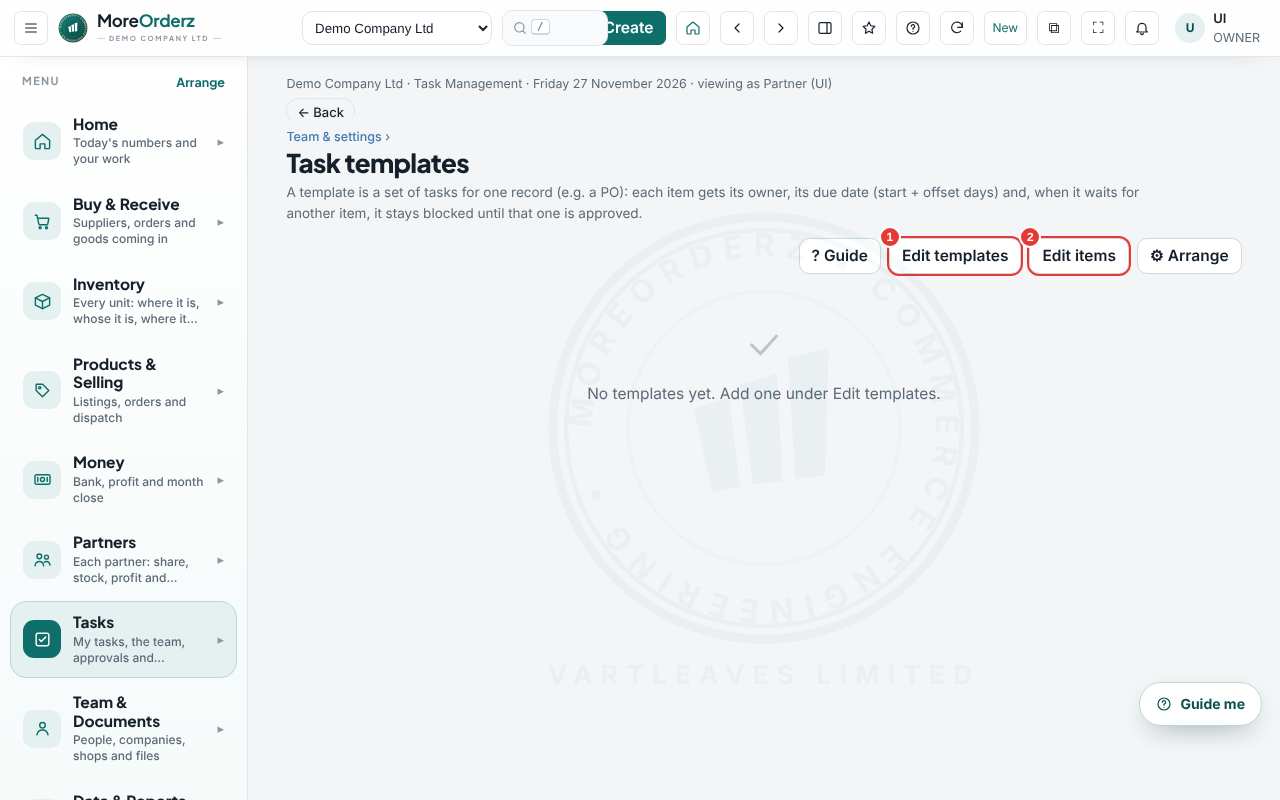 MoreOrderz
— DEMO COMPANY LTD —
Demo Company Ltd
/
Create
New
U
UI
OWNER
MENU
Arrange
Home
Today's numbers and
your work
Buy & Receive
Suppliers, orders and
goods coming in
Inventory
Every unit: where it is,
whose it is, where it...
Products &
Selling
Listings, orders and
dispatch
Money
Bank, profit and month
close
Partners
Each partner: share,
stock, profit and...
Tasks
My tasks, the team,
approvals and...
Team &
Documents
People, companies,
shops and files
Data & Reports
Demo Company Ltd · Task Management · Friday 27 November 2026 · viewing as Partner (UI)
← Back
Team & settings ›
Task templates
A template is a set of tasks for one record (e.g. a PO): each item gets its owner, its due date (start + offset days) and, when it waits for
another item, it stays blocked until that one is approved.
? Guide
1
Edit templates
2
Edit items
⚙ Arrange
No templates yet. Add one under Edit templates.
MOREORDERZ COMMERCE ENGINEERING •
VARTLEAVES LIMITED
Guide me